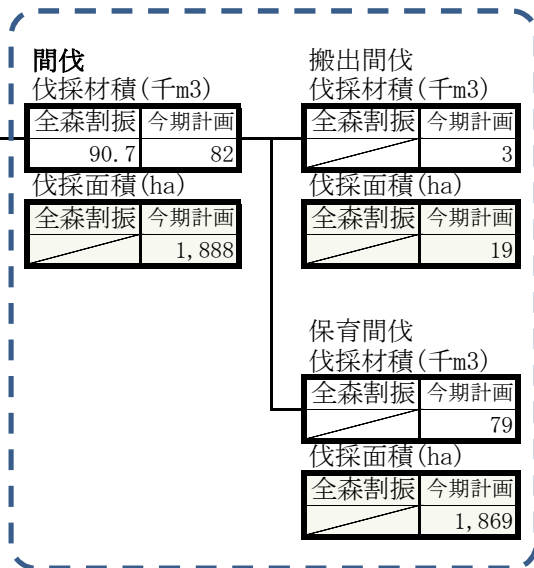 間伐
伐採材積(千m3)
全森割振 今期計画
90.7 82
伐採面積(ha)
全森割振 今期計画
1,888
搬出間伐
伐採材積(千m3)
全森割振 今期計画
3
伐採面積(ha)
全森割振 今期計画
19
保育間伐
伐採材積(千m3)
全森割振 今期計画
79
伐採面積(ha)
全森割振 今期計画
1,869